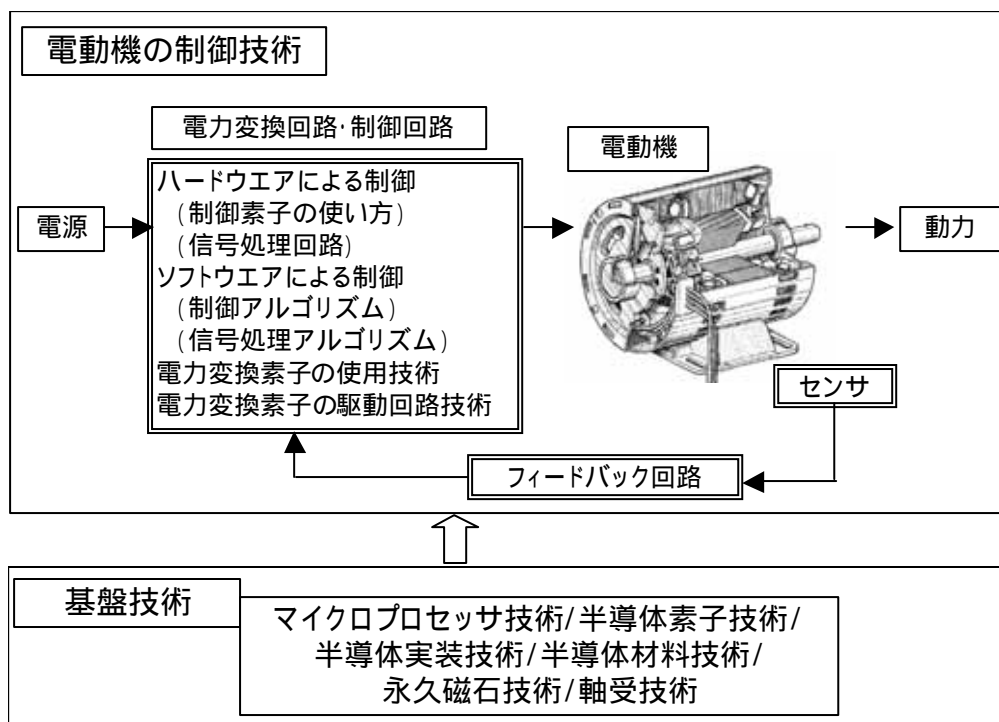 電動機の制御技術
電力変換回路・制御回路
電動機
ハードウエアによる制御
(制御素子の使い方)
(信号処理回路)
ソフトウエアによる制御
(制御アルゴリズム)
(信号処理アルゴリズム)
電力変換素子の使用技術
電力変換素子の駆動回路技術
電源
動力
センサ
フィードバック回路
基盤技術
マイクロプロセッサ技術/半導体素子技術/
半導体実装技術/半導体材料技術/
永久磁石技術/軸受技術